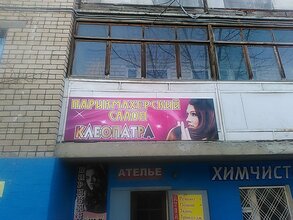 ПАРИКМАХЕРСКИЙ
САЛОН
КЛЕОПАТРА
АТЕЛЬЕ
ХИМЧИСТ